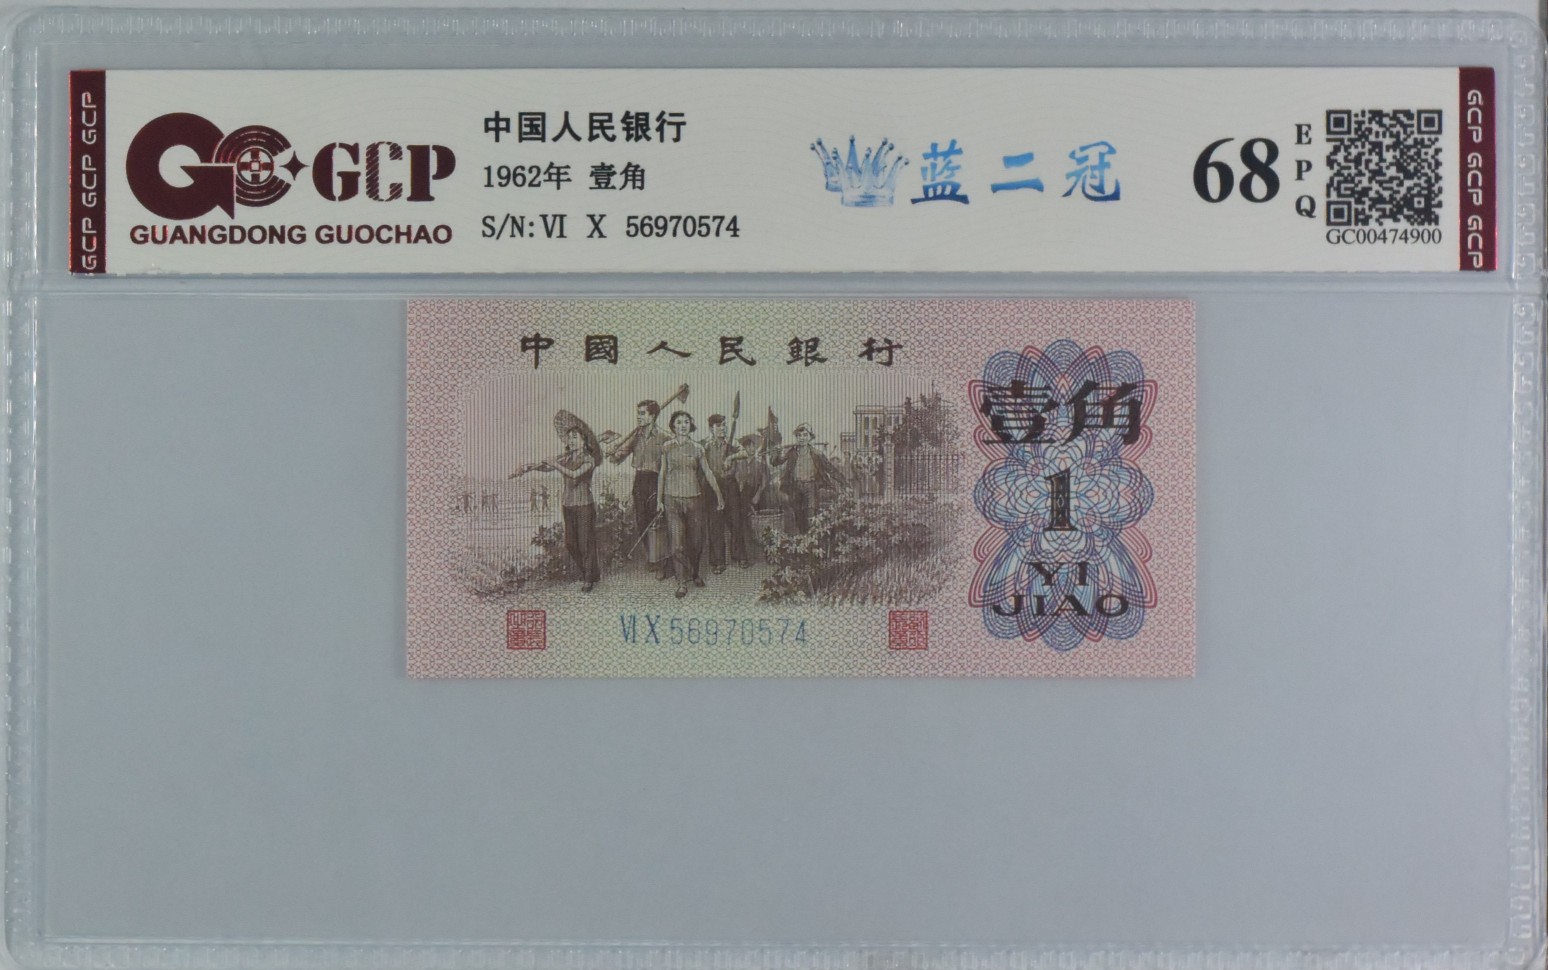 GCP GCP GCP
GCP
GUANGDONG GUOCHAO
中国人民银行
1962年 壹角
S/N: Ⅵ X 56970574
蓝二冠
68
EPQ
GC00474900
GCP GCP GCP
中國人民銀行
壹角
1
YI
JIAO
ⅥX56970574